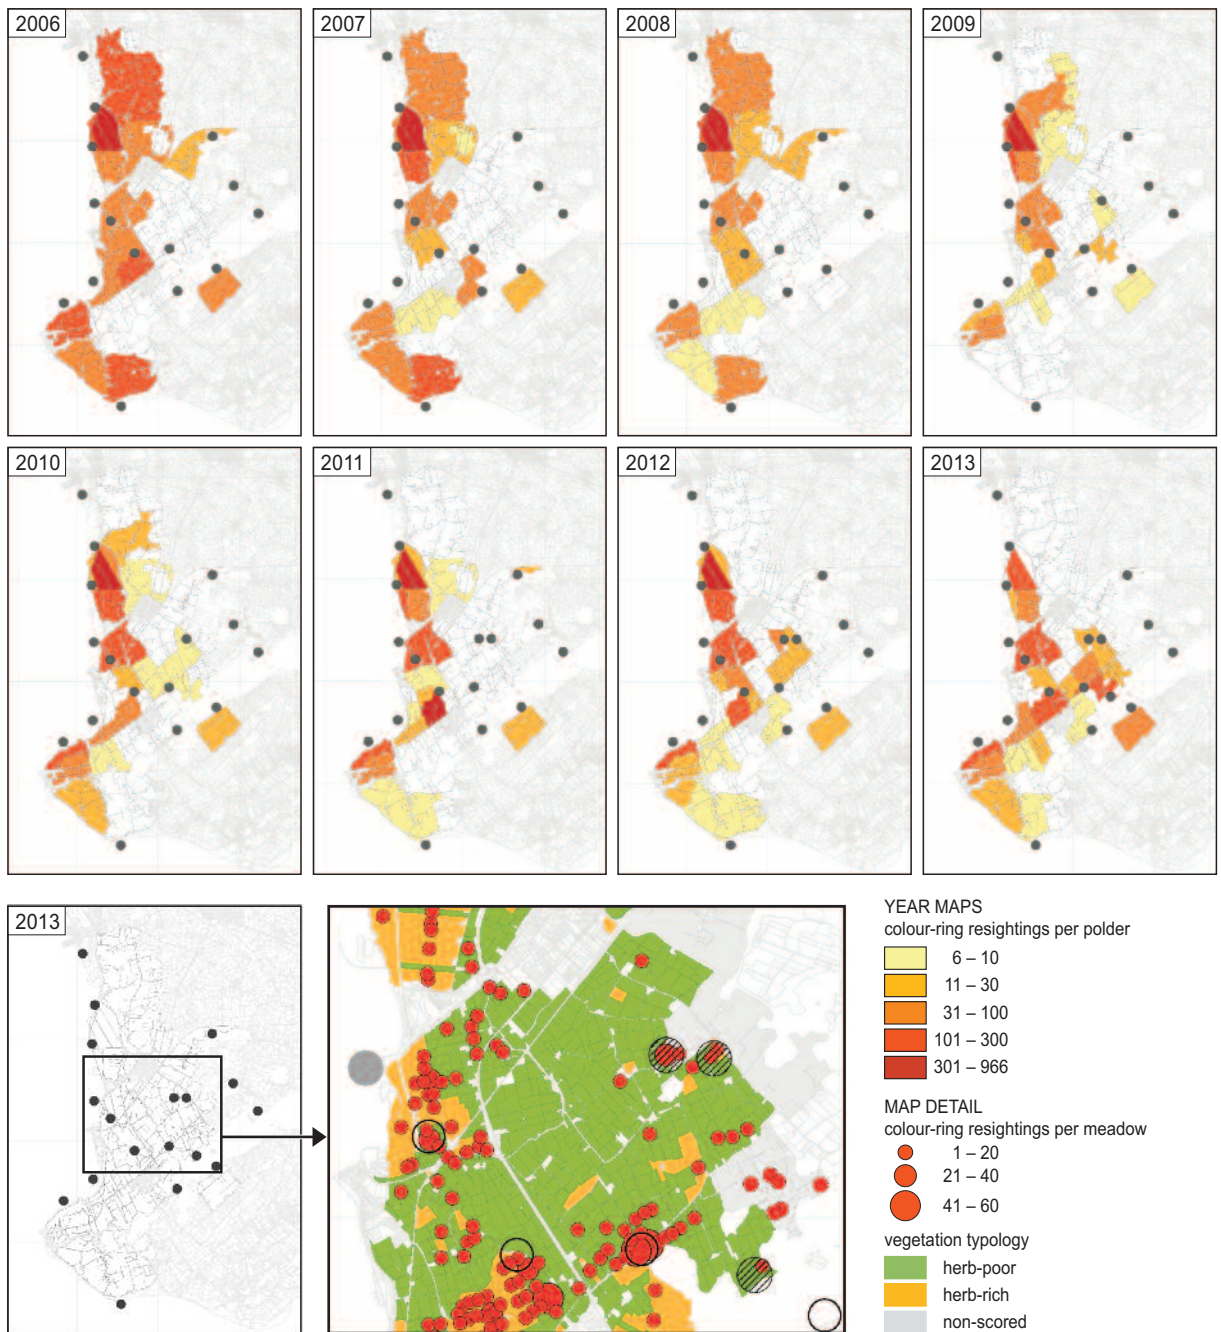 2006
2007
2008
2009
2010
2011
2012
2013
2013
YEAR MAPS
colour-ring resightings per polder
6 – 10
11 – 30
31 – 100
101 – 300
301 – 966
MAP DETAIL
colour-ring resightings per meadow
1 – 20
21 – 40
41 – 60
vegetation typology
herb-poor
herb-rich
non-scored